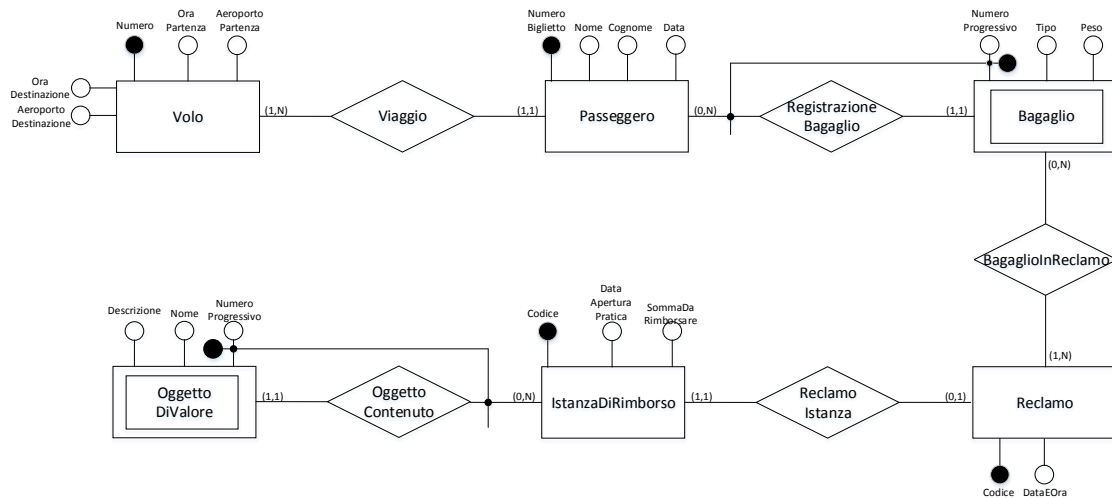 Numero
Ora
Partenza
Aeroporto
Partenza
Ora
Destinazione
Aeroporto
Destinazione
Volo
(1,N)
Viaggio
(1,1)
Numero
Biglietto
Nome
Cognome
Data
Passeggero
(0,N)
Registrazione
Bagaglio
(1,1)
Numero
Progressivo
Tipo
Peso
Bagaglio
(0,N)
BagaglioInReclamo
(1,N)
Descrizione
Nome
Numero
Progressivo
Oggetto
DiValore
(1,1)
Oggetto
Contenuto
(0,N)
Codice
Data
Apertura
Pratica
SommaDa
Rimborsare
IstanzaDiRimborso
(1,1)
Reclamo
Istanza
(0,1)
Reclamo
Codice
DataEOra